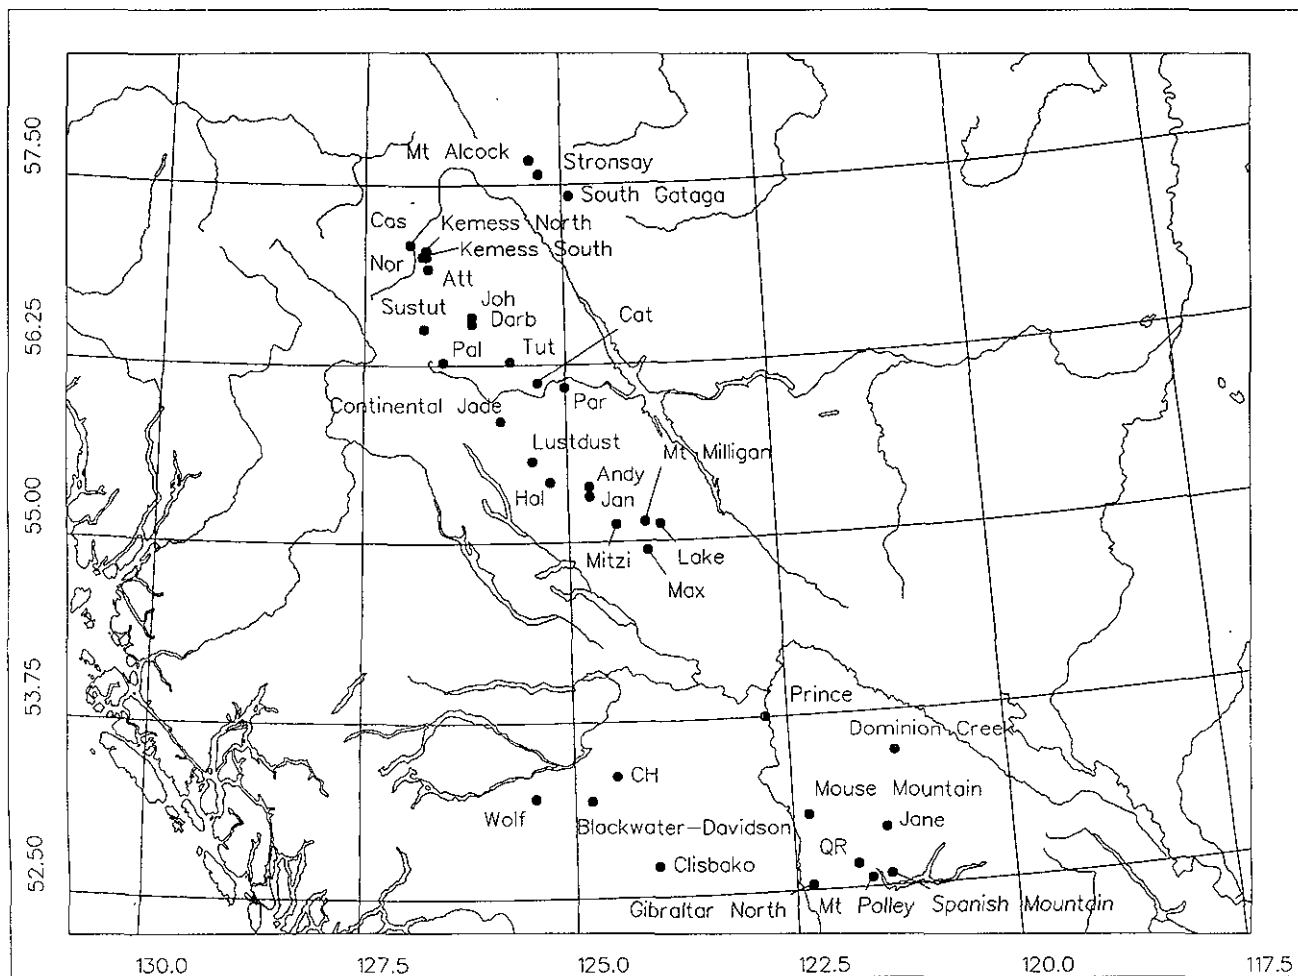 57.50
Mt Alcock
Stronsay
South Gataga
Cas
Kemess North
Kemess South
Nor
Att
Sustut
Joh
Darb
Cat
56.25
Pal
Tut
Continental Jade
Par
Lustdust
Mt Milligan
Andy
Hal
Jan
55.00
Mitzi
Lake
Max
53.75
Prince
Dominion Creek
CH
Mouse Mountain
Wolf
Blackwater-Davidson
Jane
QR
52.50
Clisbako
Gibraltar North
Mt Polley
Spanish Mountain
130.0
127.5
125.0
122.5
120.0
117.5